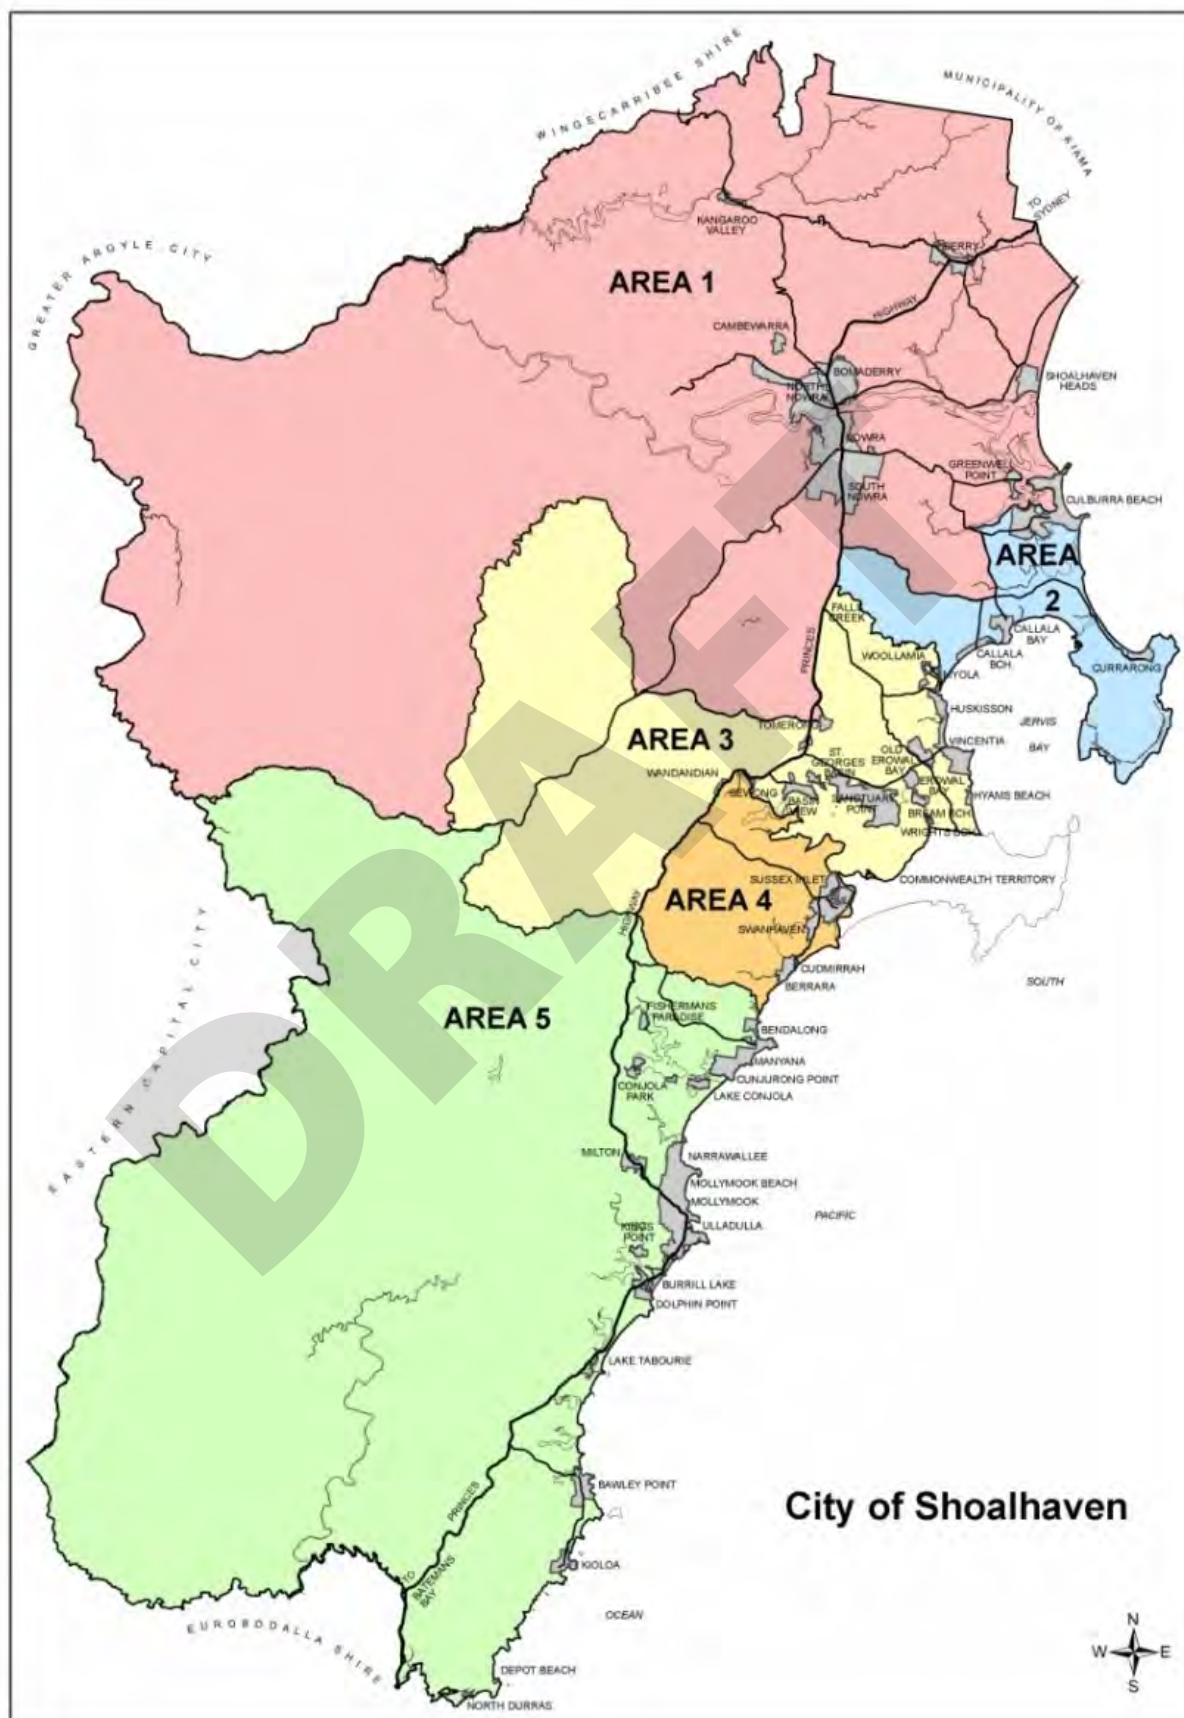 WINGECARRIBEE SHIRE
MUNICIPALITY OF KIAMA
GREATER ARGYLE CITY
TO
SYDNEY
KANGAROO
VALLEY
BERRY
AREA 1
HIGHWAY
CAMBEWARRA
BOMADERRY
NORTH
NOWRA
SHOALHAVEN
HEADS
NOWRA
GREENWELL
POINT
SOUTH
NOWRA
CULBURRA BEACH
AREA
2
FALLS
CREEK
CALLALA
BAY
PRINCES
WOOLLAMIA
CALLALA
BCH
MYOLA
CURRARONG
HUSKISSON
JERVIS
BAY
TOMERONG
AREA 3
VINCENTIA
ST.
GEORGES
BASIN
OLD
EROWAL
BAY
WANDANDIAN
BEWONG
BASIN
VIEW
SANCTUARY
POINT
EROWAL
BAY
HYAMS BEACH
BREAM BCH
WRIGHTS BCH
SUSSEX INLET
COMMONWEALTH TERRITORY
AREA 4
HIGHWAY
SWANHAVEN
CUDMIRRAH
BERRARA
SOUTH
EASTERN CAPITAL CITY
AREA 5
FISHERMANS
PARADISE
BENDALONG
MANYANA
CUNJURONG POINT
CONJOLA
PARK
LAKE CONJOLA
MILTON
NARRAWALLEE
MOLLYMOOK BEACH
MOLLYMOOK
ULLADULLA
PACIFIC
KINGS
POINT
BURRILL LAKE
DOLPHIN POINT
LAKE TABOURIE
BAWLEY POINT
PRINCES
City of Shoalhaven
KIOLOA
TO
BATEMANS
BAY
OCEAN
EUROBODALLA SHIRE
DEPOT BEACH
NORTH DURRAS
N
W
E
S
DRAFT